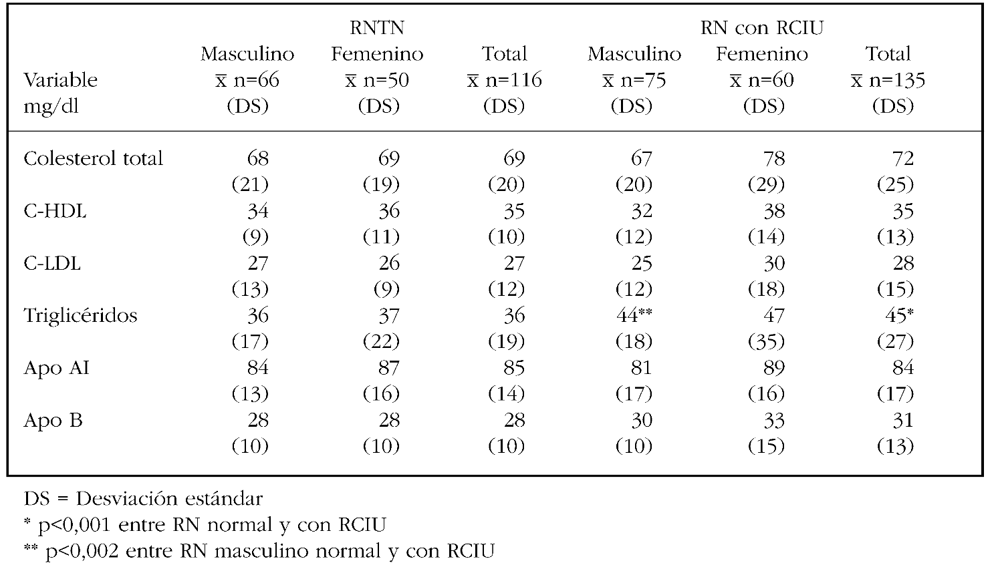 RNTN RN con RCIU
Masculino Femenino Total Masculino Femenino Total
Variable x̅ n=66 x̅ n=50 x̅ n=116 x̅ n=75 x̅ n=60 x̅ n=135
mg/dl (DS) (DS) (DS) (DS) (DS) (DS)
Colesterol total 68 69 69 67 78 72
(21) (19) (20) (20) (29) (25)
C-HDL 34 36 35 32 38 35
(9) (11) (10) (12) (14) (13)
C-LDL 27 26 27 25 30 28
(13) (9) (12) (12) (18) (15)
Triglicéridos 36 37 36 44** 47 45*
(17) (22) (19) (18) (35) (27)
Apo AI 84 87 85 81 89 84
(13) (16) (14) (17) (16) (17)
Apo B 28 28 28 30 33 31
(10) (10) (10) (10) (15) (13)
DS = Desviación estándar
* p<0,001 entre RN normal y con RCIU
** p<0,002 entre RN masculino normal y con RCIU